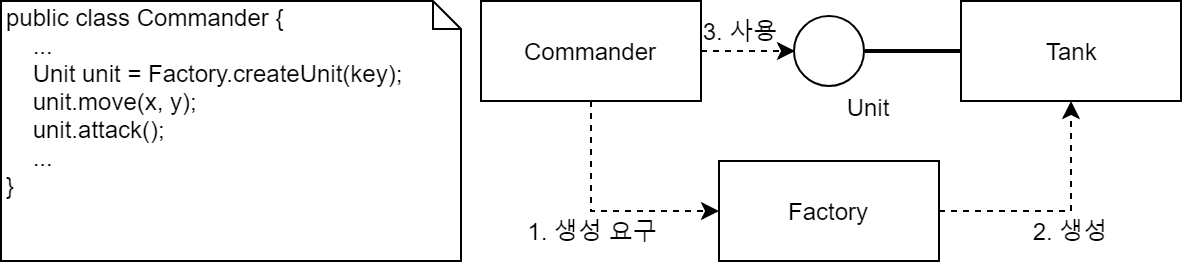 public class Commander {
...
Unit unit = Factory.createUnit(key);
unit.move(x, y);
unit.attack();
...
}
Commander
3. 사용
Unit
Tank
Factory
1. 생성 요구
2. 생성